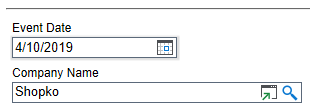 Event Date
4/10/2019
Company Name
Shopko